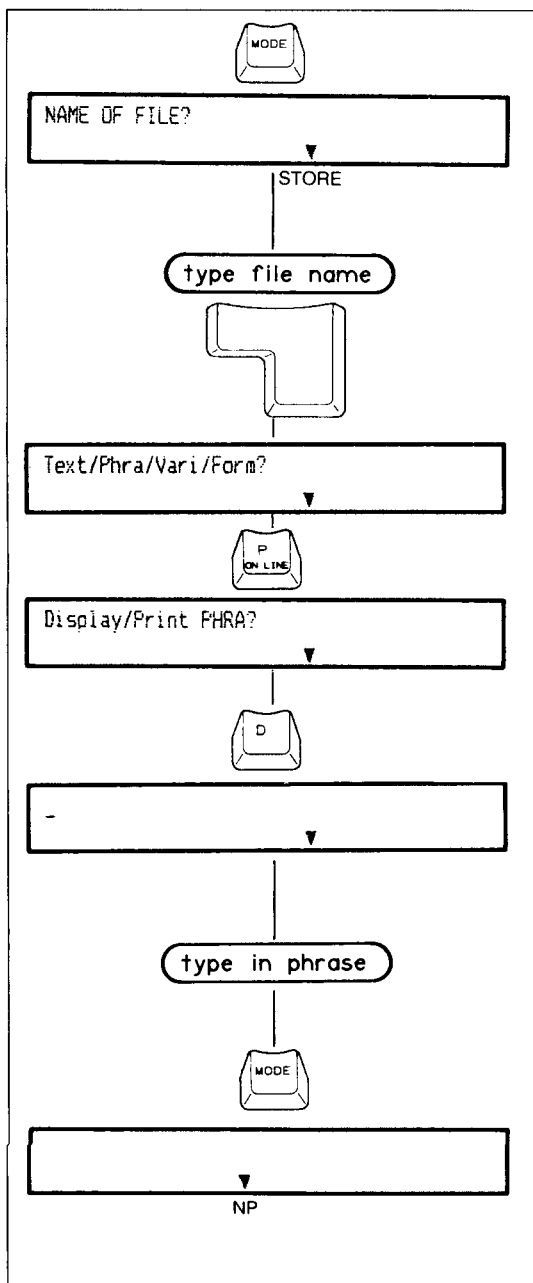 MODE
NAME OF FILE?
STORE
type file name
Text/Phra/Vari/Form?
P
ON LINE
Display/Print PHRA?
D
-
type in phrase
MODE
NP